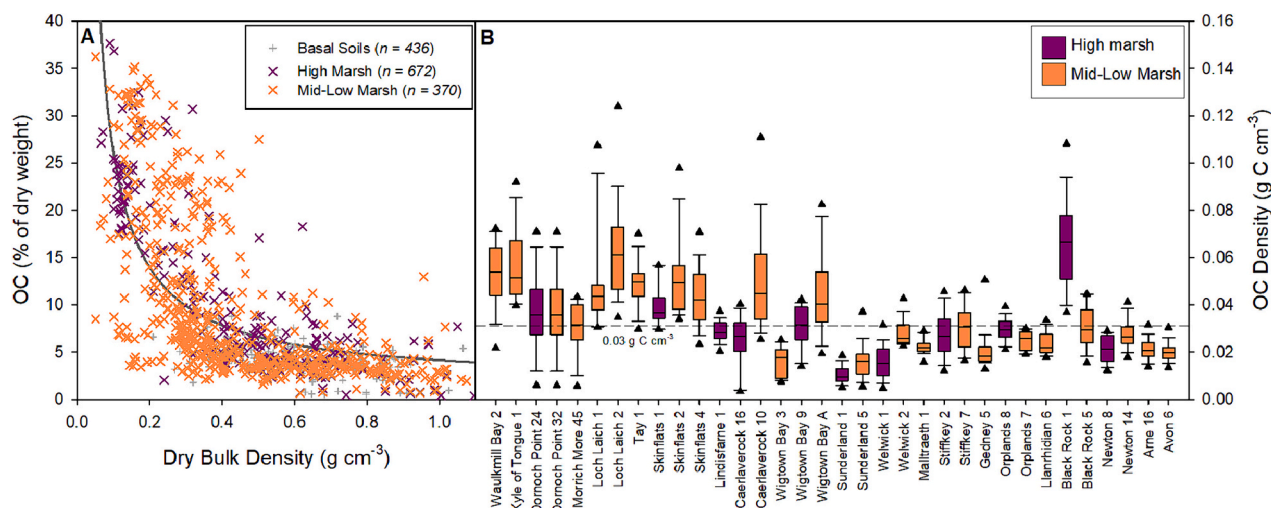 A
Basal Soils (n = 436)
High Marsh (n = 672)
Mid-Low Marsh (n = 370)
OC (% of dry weight)
40
35
30
25
20
15
10
5
0
0.0 0.2 0.4 0.6 0.8 1.0
Dry Bulk Density (g cm-3)
B
High marsh
Mid-Low Marsh
0.03 g C cm-3
0.16
0.14
0.12
0.10
0.08
0.06
0.04
0.02
0.00
OC Density (g C cm-3)
Waulkmill Bay 2
Kyle of Tongue 1
Dornoch Point 24
Dornoch Point 32
Morrich More 45
Loch Laich 1
Loch Laich 2
Tay 1
Skinflats 1
Skinflats 2
Skinflats 4
Lindisfarne 1
Caerlaverock 16
Caerlaverock 10
Wigtown Bay 3
Wigtown Bay 9
Wigtown Bay A
Sunderland 1
Sunderland 5
Welwick 1
Welwick 2
Malltraeth 1
Stiffkey 2
Stiffkey 7
Gedney 5
Orplands 8
Orplands 7
Llanrhidian 6
Black Rock 1
Black Rock 5
Newton 8
Newton 14
Arne 16
Avon 6